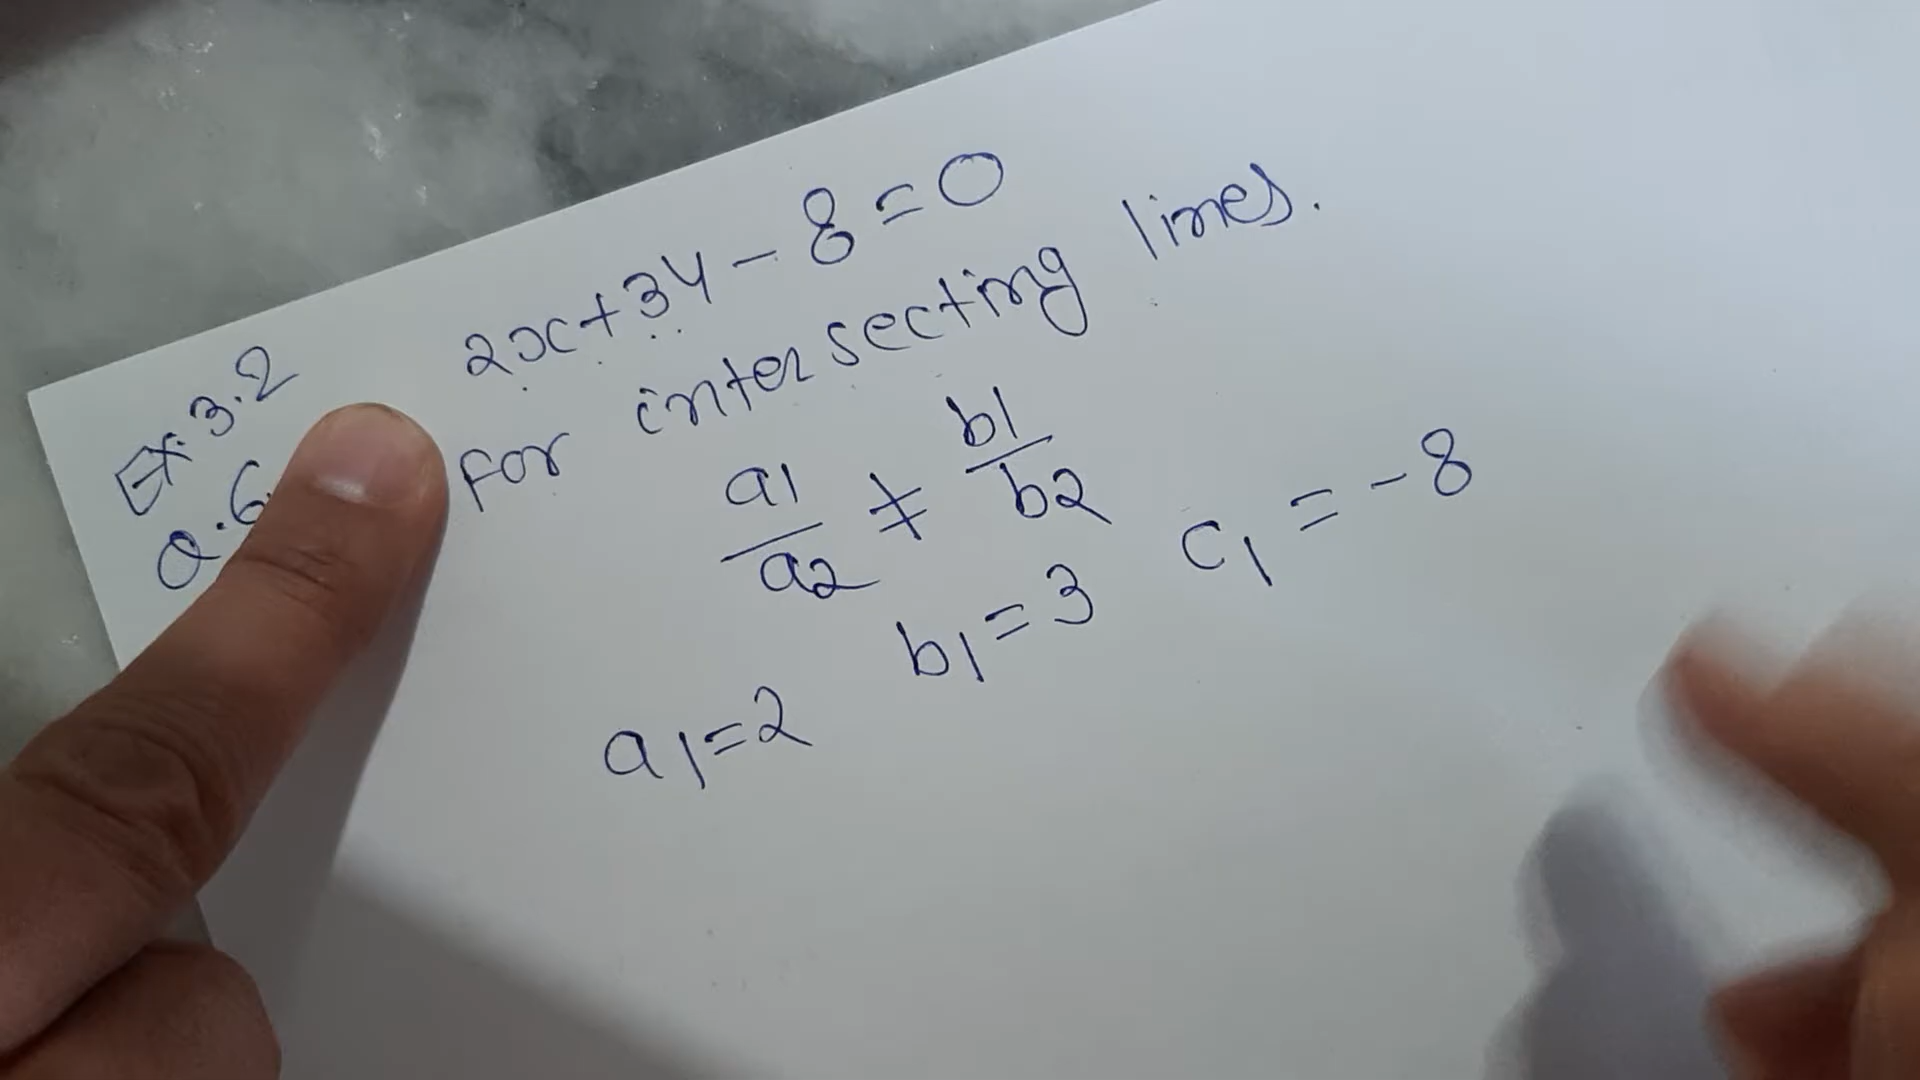 Ex. 3.2
Q.6.
2x+3y-8=0
For intersecting lines.
a1/a2 ≠ b1/b2
a1=2 b1=3 c1=-8